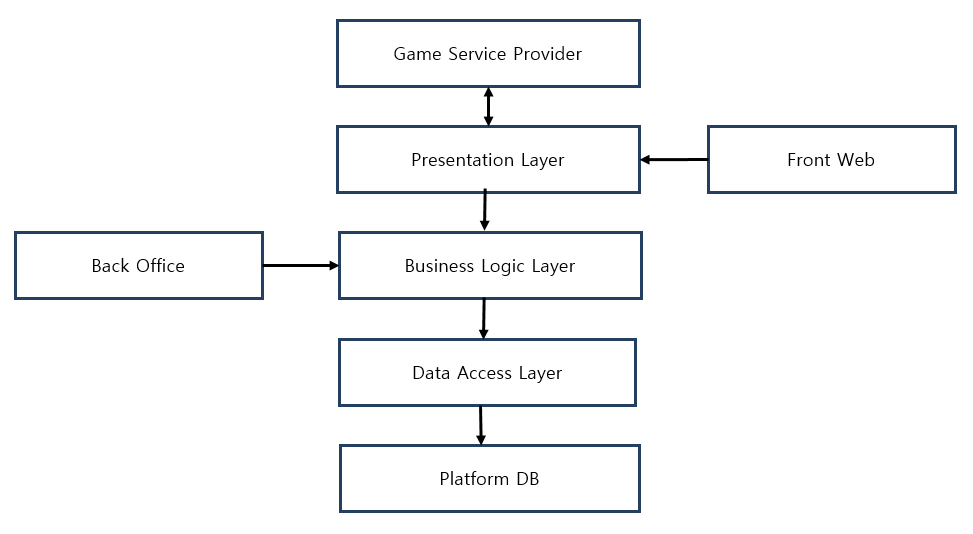 Game Service Provider
Presentation Layer
Front Web
Back Office
Business Logic Layer
Data Access Layer
Platform DB